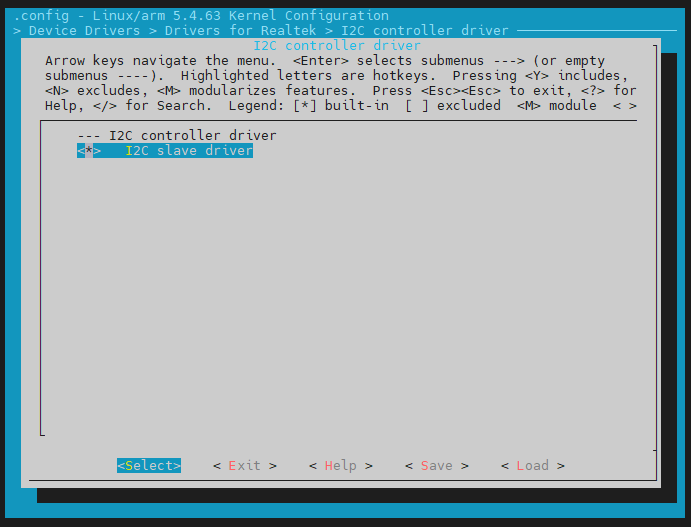 .config - Linux/arm 5.4.63 Kernel Configuration
> Device Drivers > Drivers for Realtek > I2C controller driver
I2C controller driver
Arrow keys navigate the menu.  <Enter> selects submenus ---> (or empty
submenus ----).  Highlighted letters are hotkeys.  Pressing <Y> includes,
<N> excludes, <M> modularizes features.  Press <Esc><Esc> to exit, <?> for
Help, </> for Search.  Legend: [*] built-in  [ ] excluded  <M> module  < >
--- I2C controller driver
<*>   I2C slave driver
<Select>    < Exit >    < Help >    < Save >    < Load >